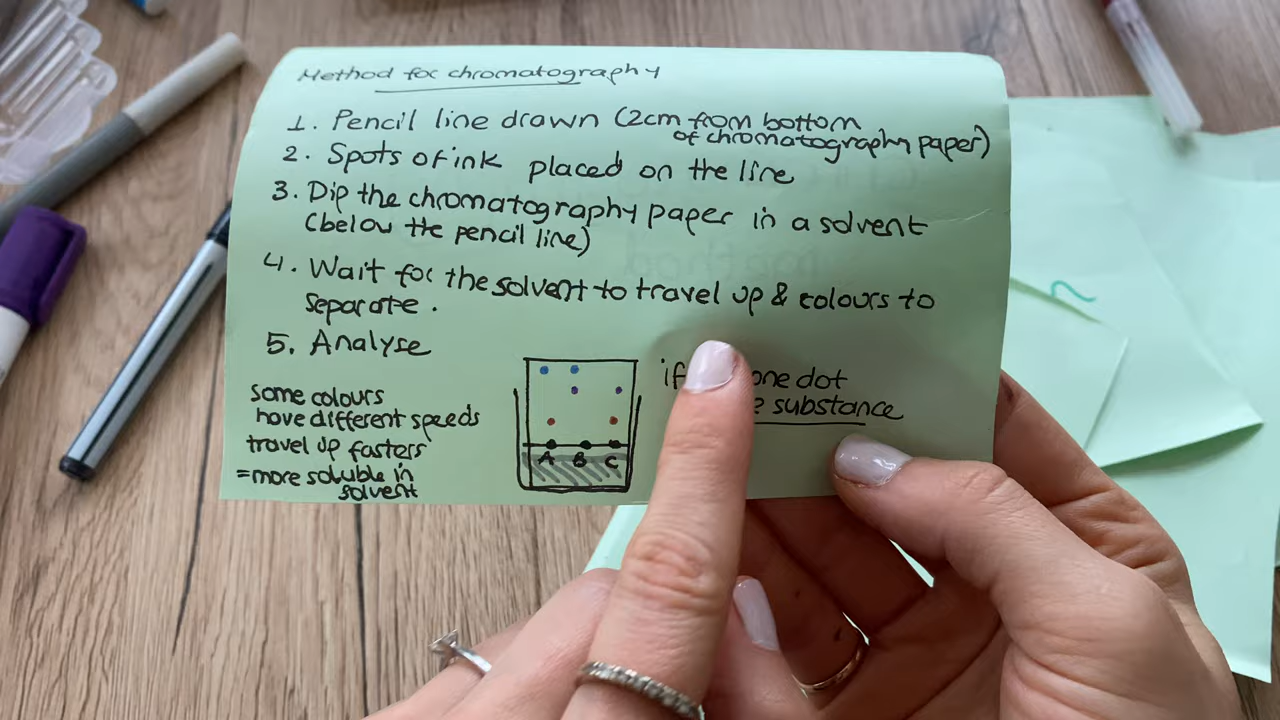 Method for chromatography
1. Pencil line drawn (2cm from bottom
of chromatography paper)
2. Spots of ink placed on the line
3. Dip the chromatography paper in a solvent
(below the pencil line)
4. Wait for the solvent to travel up & colours to
separate.
5. Analyse
some colours
have different speeds
travel up fasters
=more soluble in
solvent
A B C
if one dot
substance